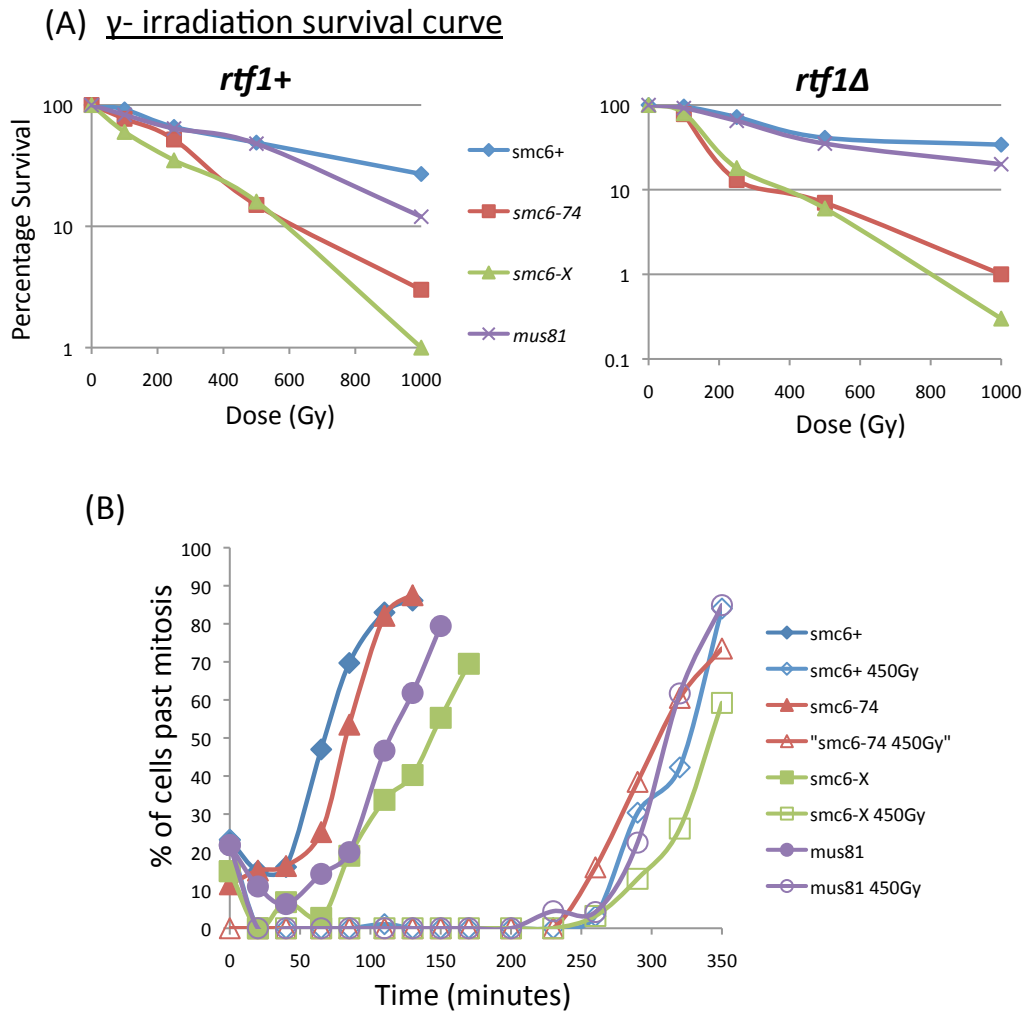 (A) γ- irradiation survival curve
rtf1+
rtf1Δ
Percentage Survival
100
10
1
0 200 400 600 800 1000
Dose (Gy)
smc6+
smc6-74
smc6-X
mus81
100
10
1
0.1
0 200 400 600 800 1000
Dose (Gy)
(B)
% of cells past mitosis
100
90
80
70
60
50
40
30
20
10
0
0 50 100 150 200 250 300 350
Time (minutes)
smc6+
smc6+ 450Gy
smc6-74
"smc6-74 450Gy"
smc6-X
smc6-X 450Gy
mus81
mus81 450Gy